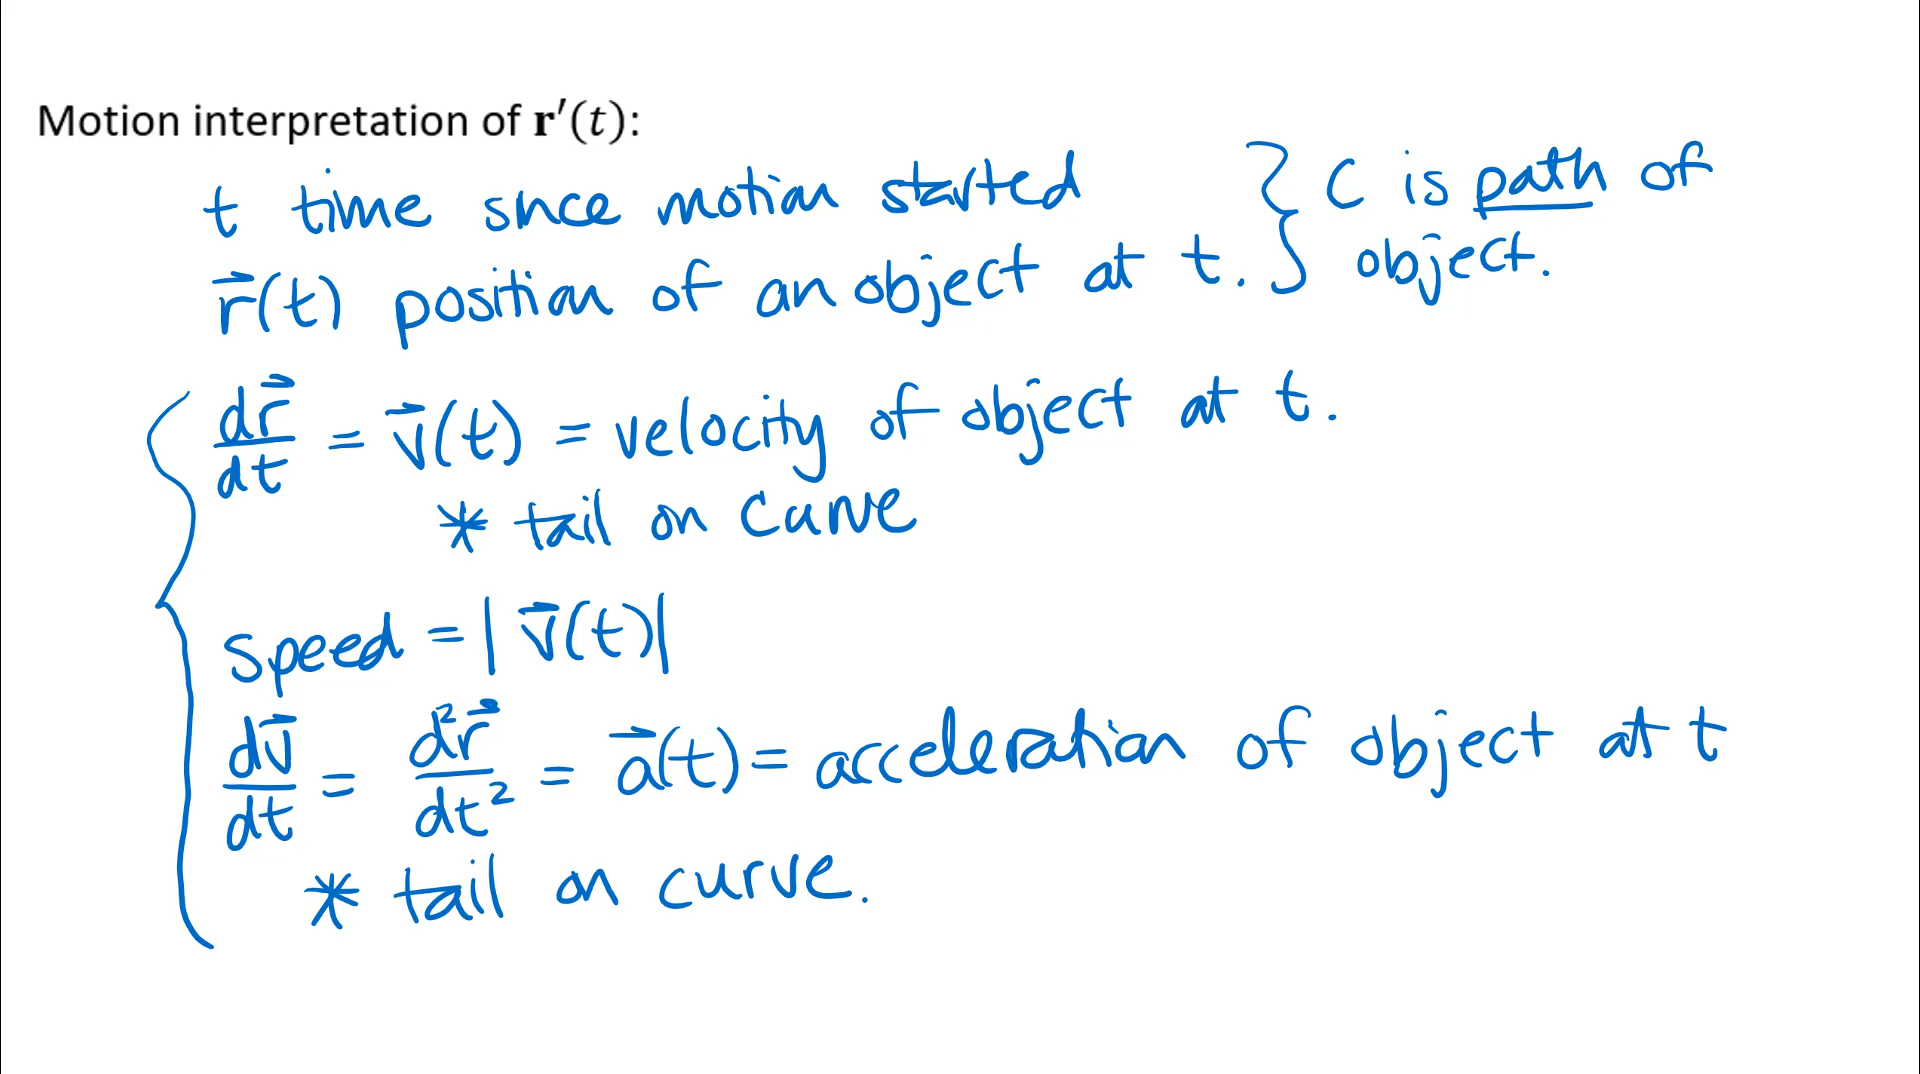 Motion interpretation of 𝐫′(t):
t time since motion started } C is path of
r⃗(t) position of an object at t. } object.
dr⃗/dt = v⃗(t) = velocity of object at t.
* tail on curve
speed = |v⃗(t)|
dv⃗/dt = d²r⃗/dt² = a⃗(t) = acceleration of object at t
* tail on curve.